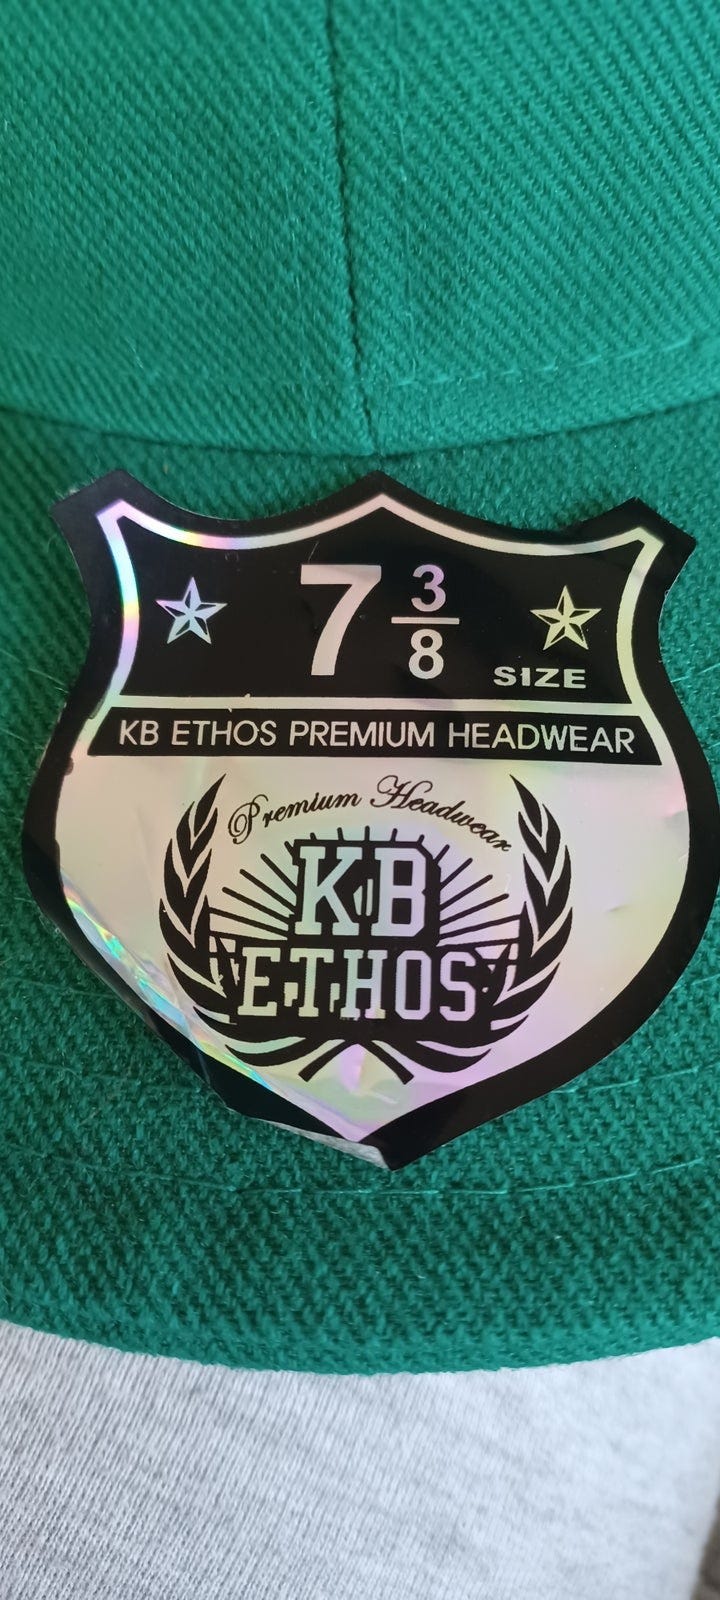 7 3/8 SIZE
KB ETHOS PREMIUM HEADWEAR
Premium Headwear
KB
ETHOS